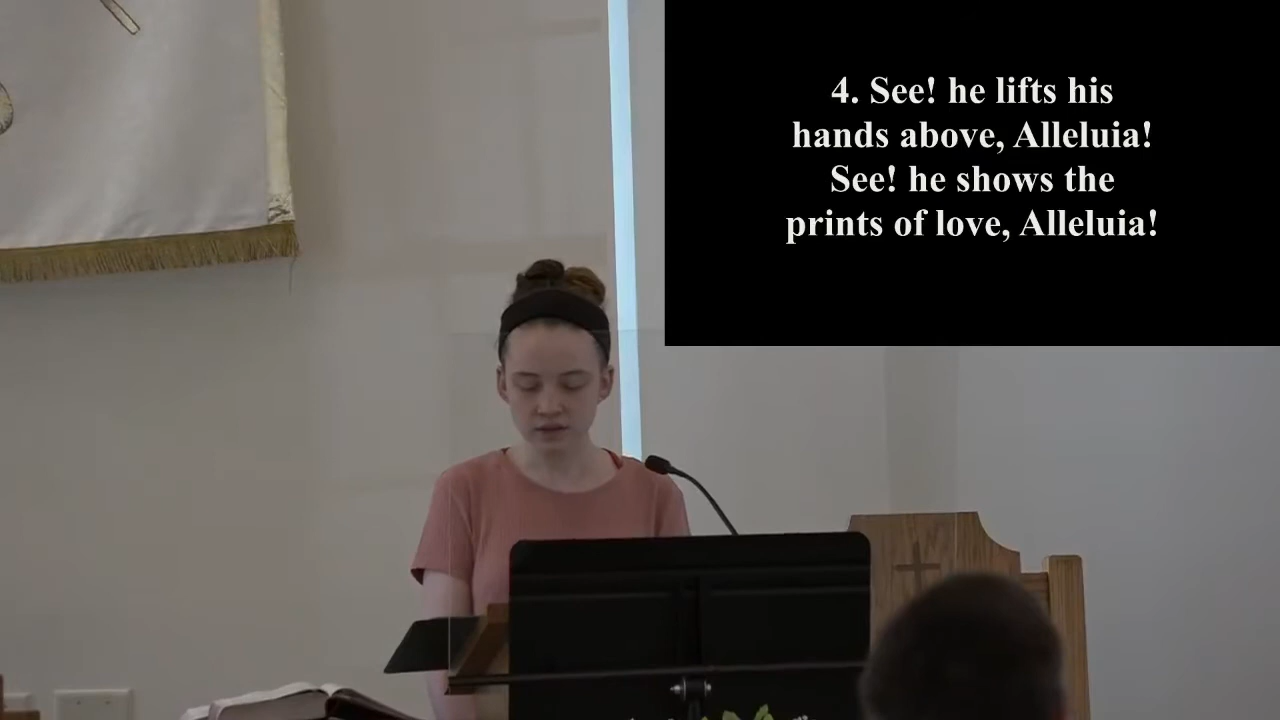 4. See! he lifts his
hands above, Alleluia!
See! he shows the
prints of love, Alleluia!